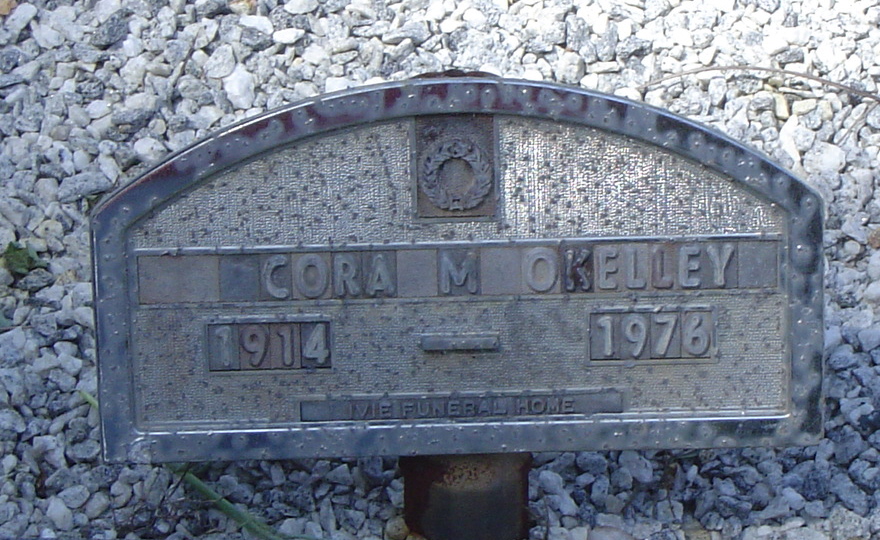 CORA M OKELLEY
1914 — 1976
IVIE FUNERAL HOME